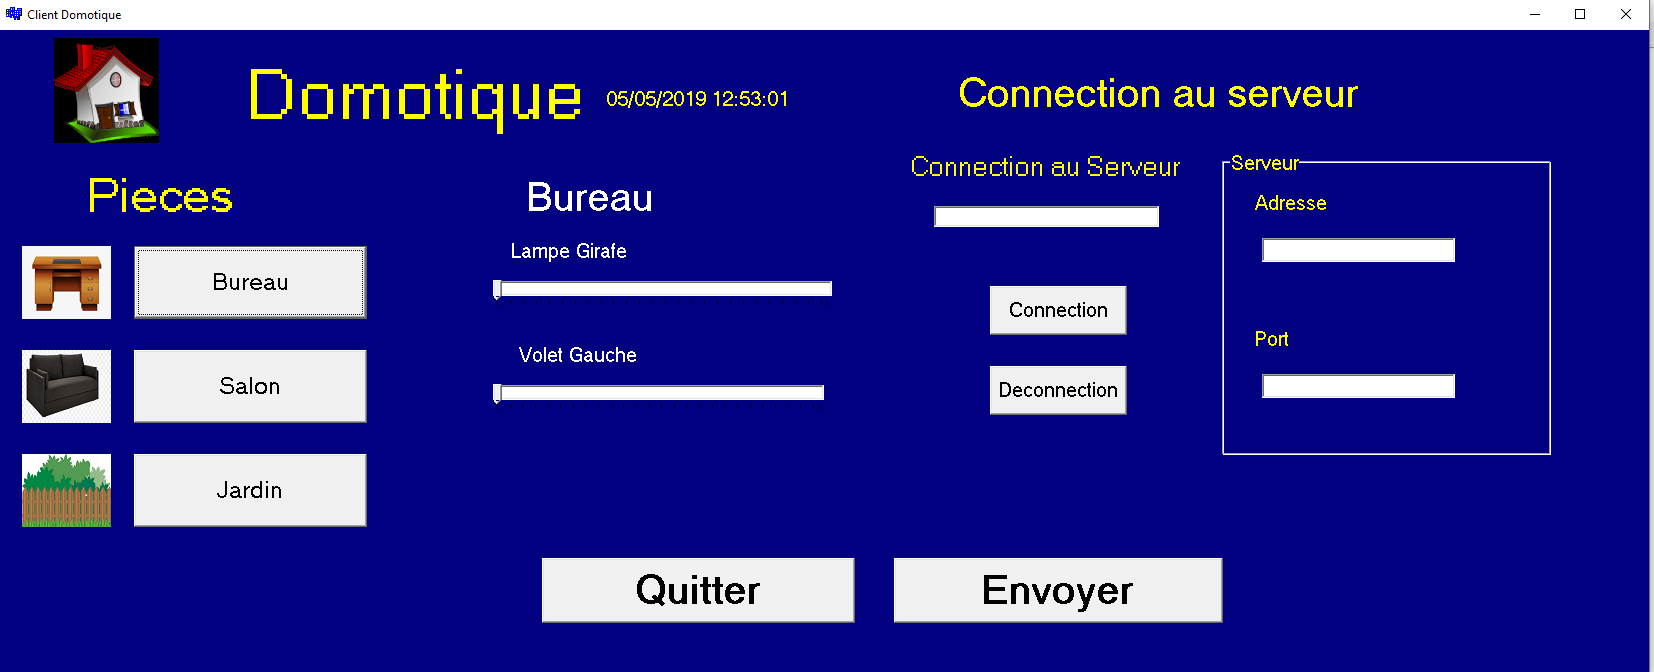 Client Domotique
Domotique
05/05/2019 12:53:01
Connection au serveur
Pieces
Bureau
Salon
Jardin
Bureau
Lampe Girafe
Volet Gauche
Connection au Serveur
Connection
Deconnection
Serveur
Adresse
Port
Quitter
Envoyer